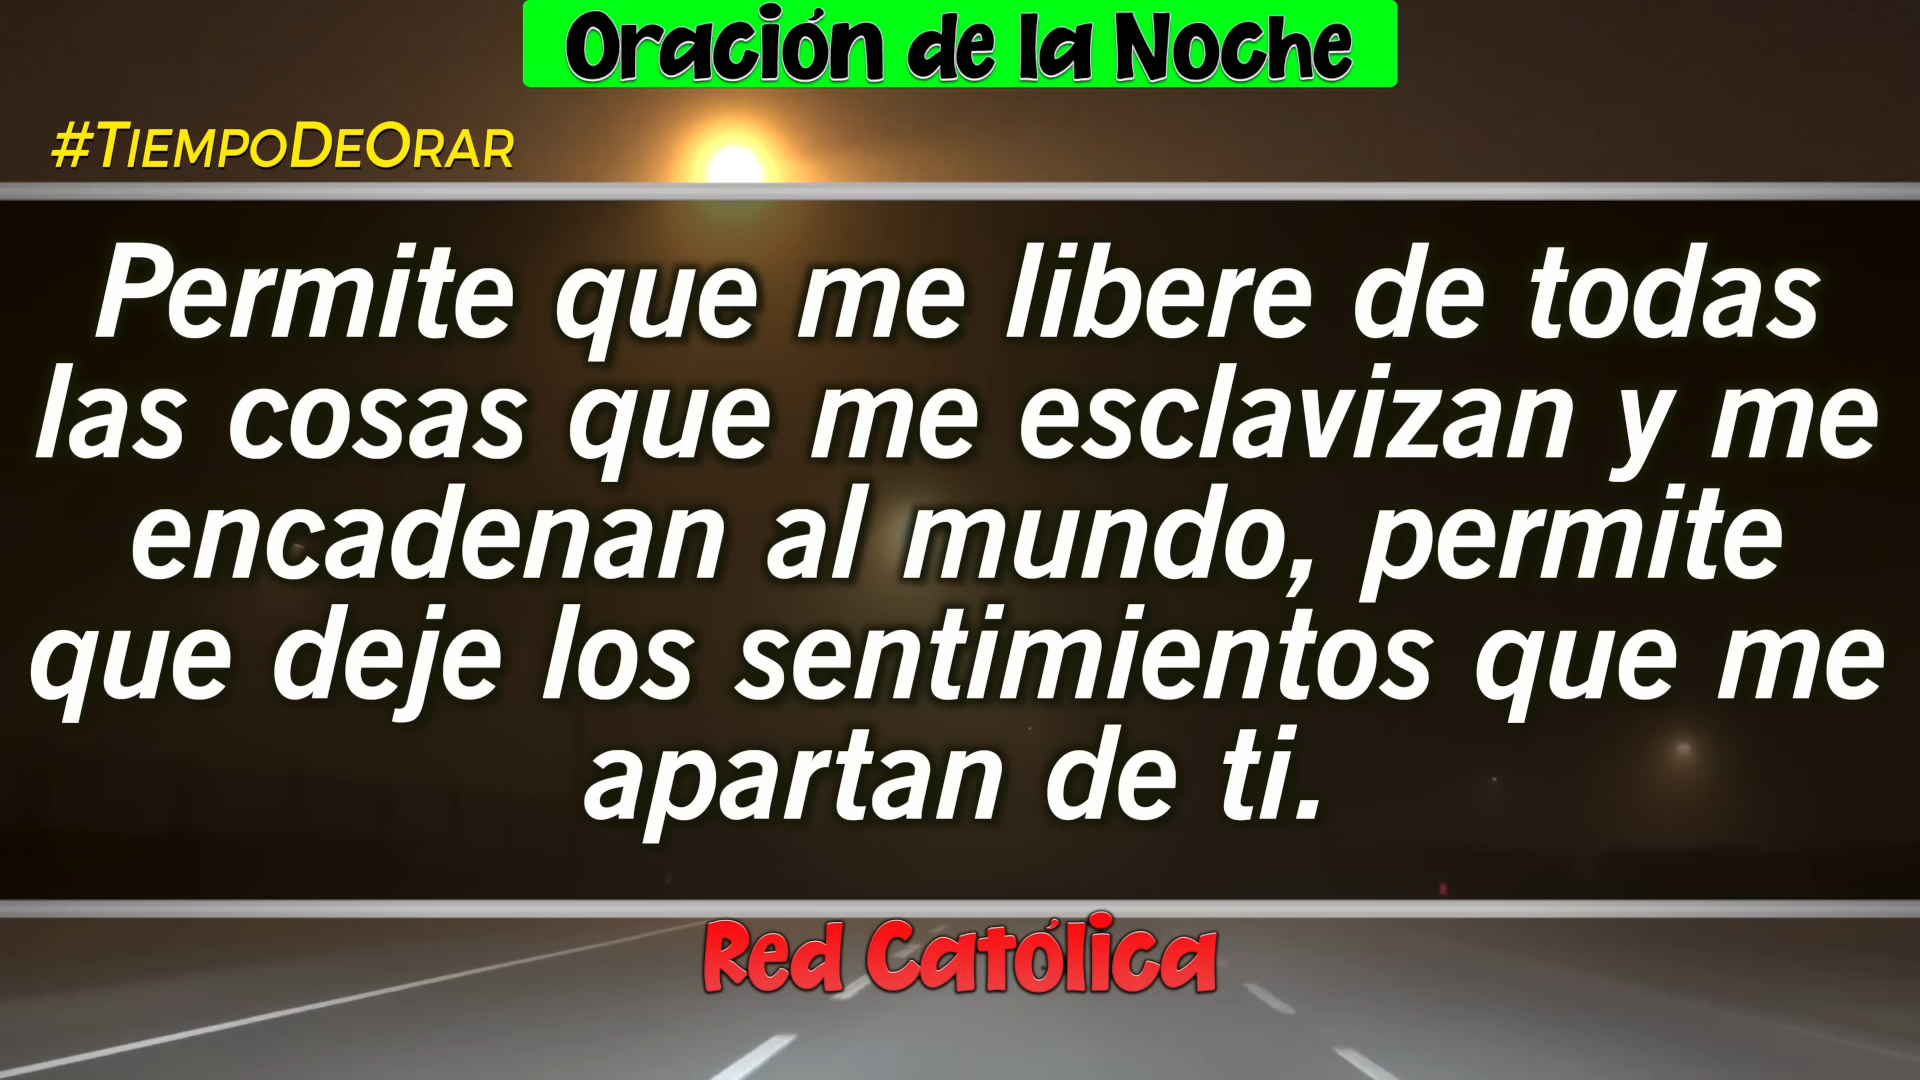 Oración de la Noche
#TiempoDeOrar
Permite que me libere de todas
las cosas que me esclavizan y me
encadenan al mundo, permite
que deje los sentimientos que me
apartan de ti.
Red Católica